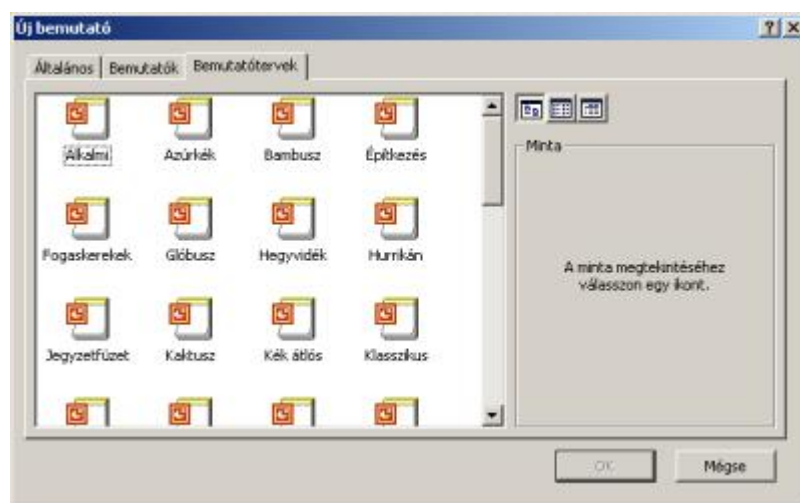 Új bemutató
Általános Bemutatók Bemutatótervek
Alkalmi Azúrkék Bambusz Építkezés
Minta
Fogaskerekek Glóbusz Hegyvidék Hurrikán
A minta megtekintéséhez
válasszon egy ikont.
Jegyzetfüzet Kaktusz Kék átlós Klasszikus
OK Mégse